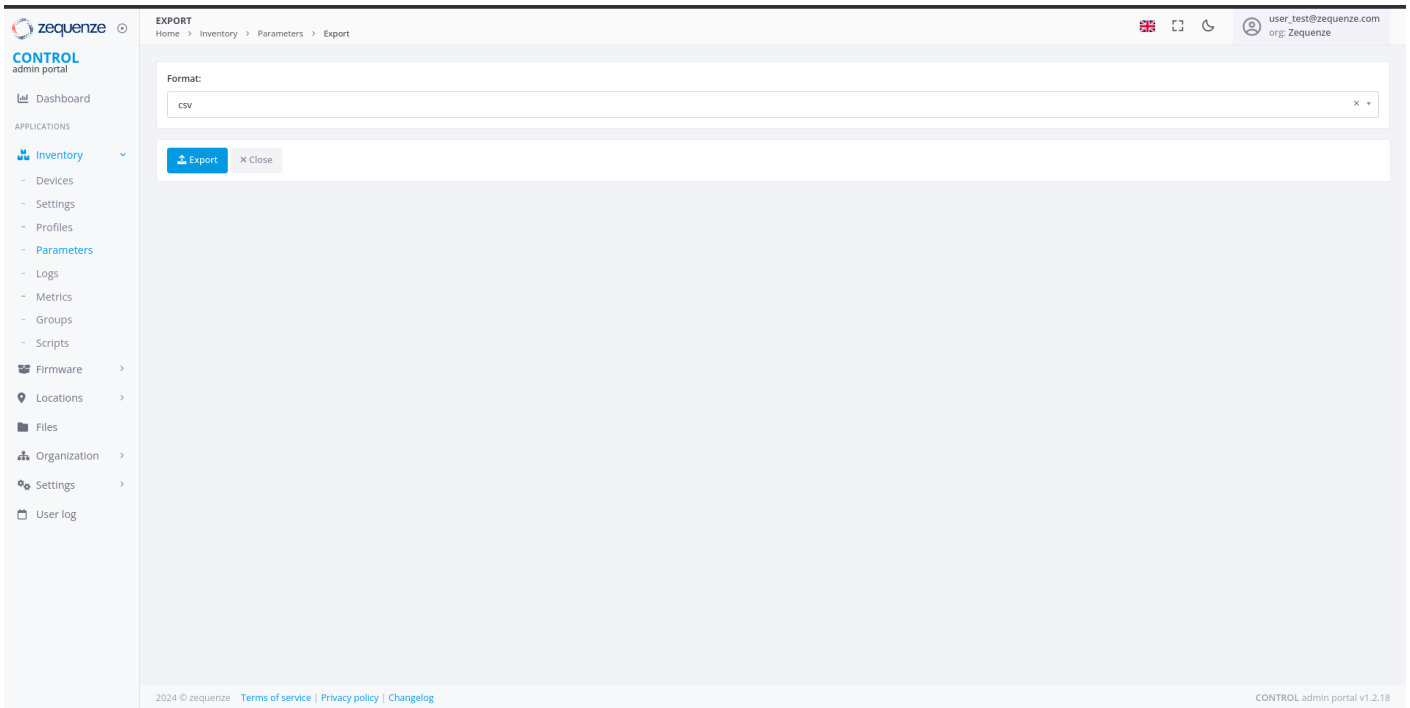 zequenze
CONTROL
admin portal
Dashboard
APPLICATIONS
Inventory
Devices
Settings
Profiles
Parameters
Logs
Metrics
Groups
Scripts
Firmware
Locations
Files
Organization
Settings
User log
EXPORT
Home > Inventory > Parameters > Export
user_test@zequenze.com
org: Zequenze
Format:
csv
Export
× Close
2024 © zequenze Terms of service | Privacy policy | Changelog
CONTROL admin portal v1.2.18